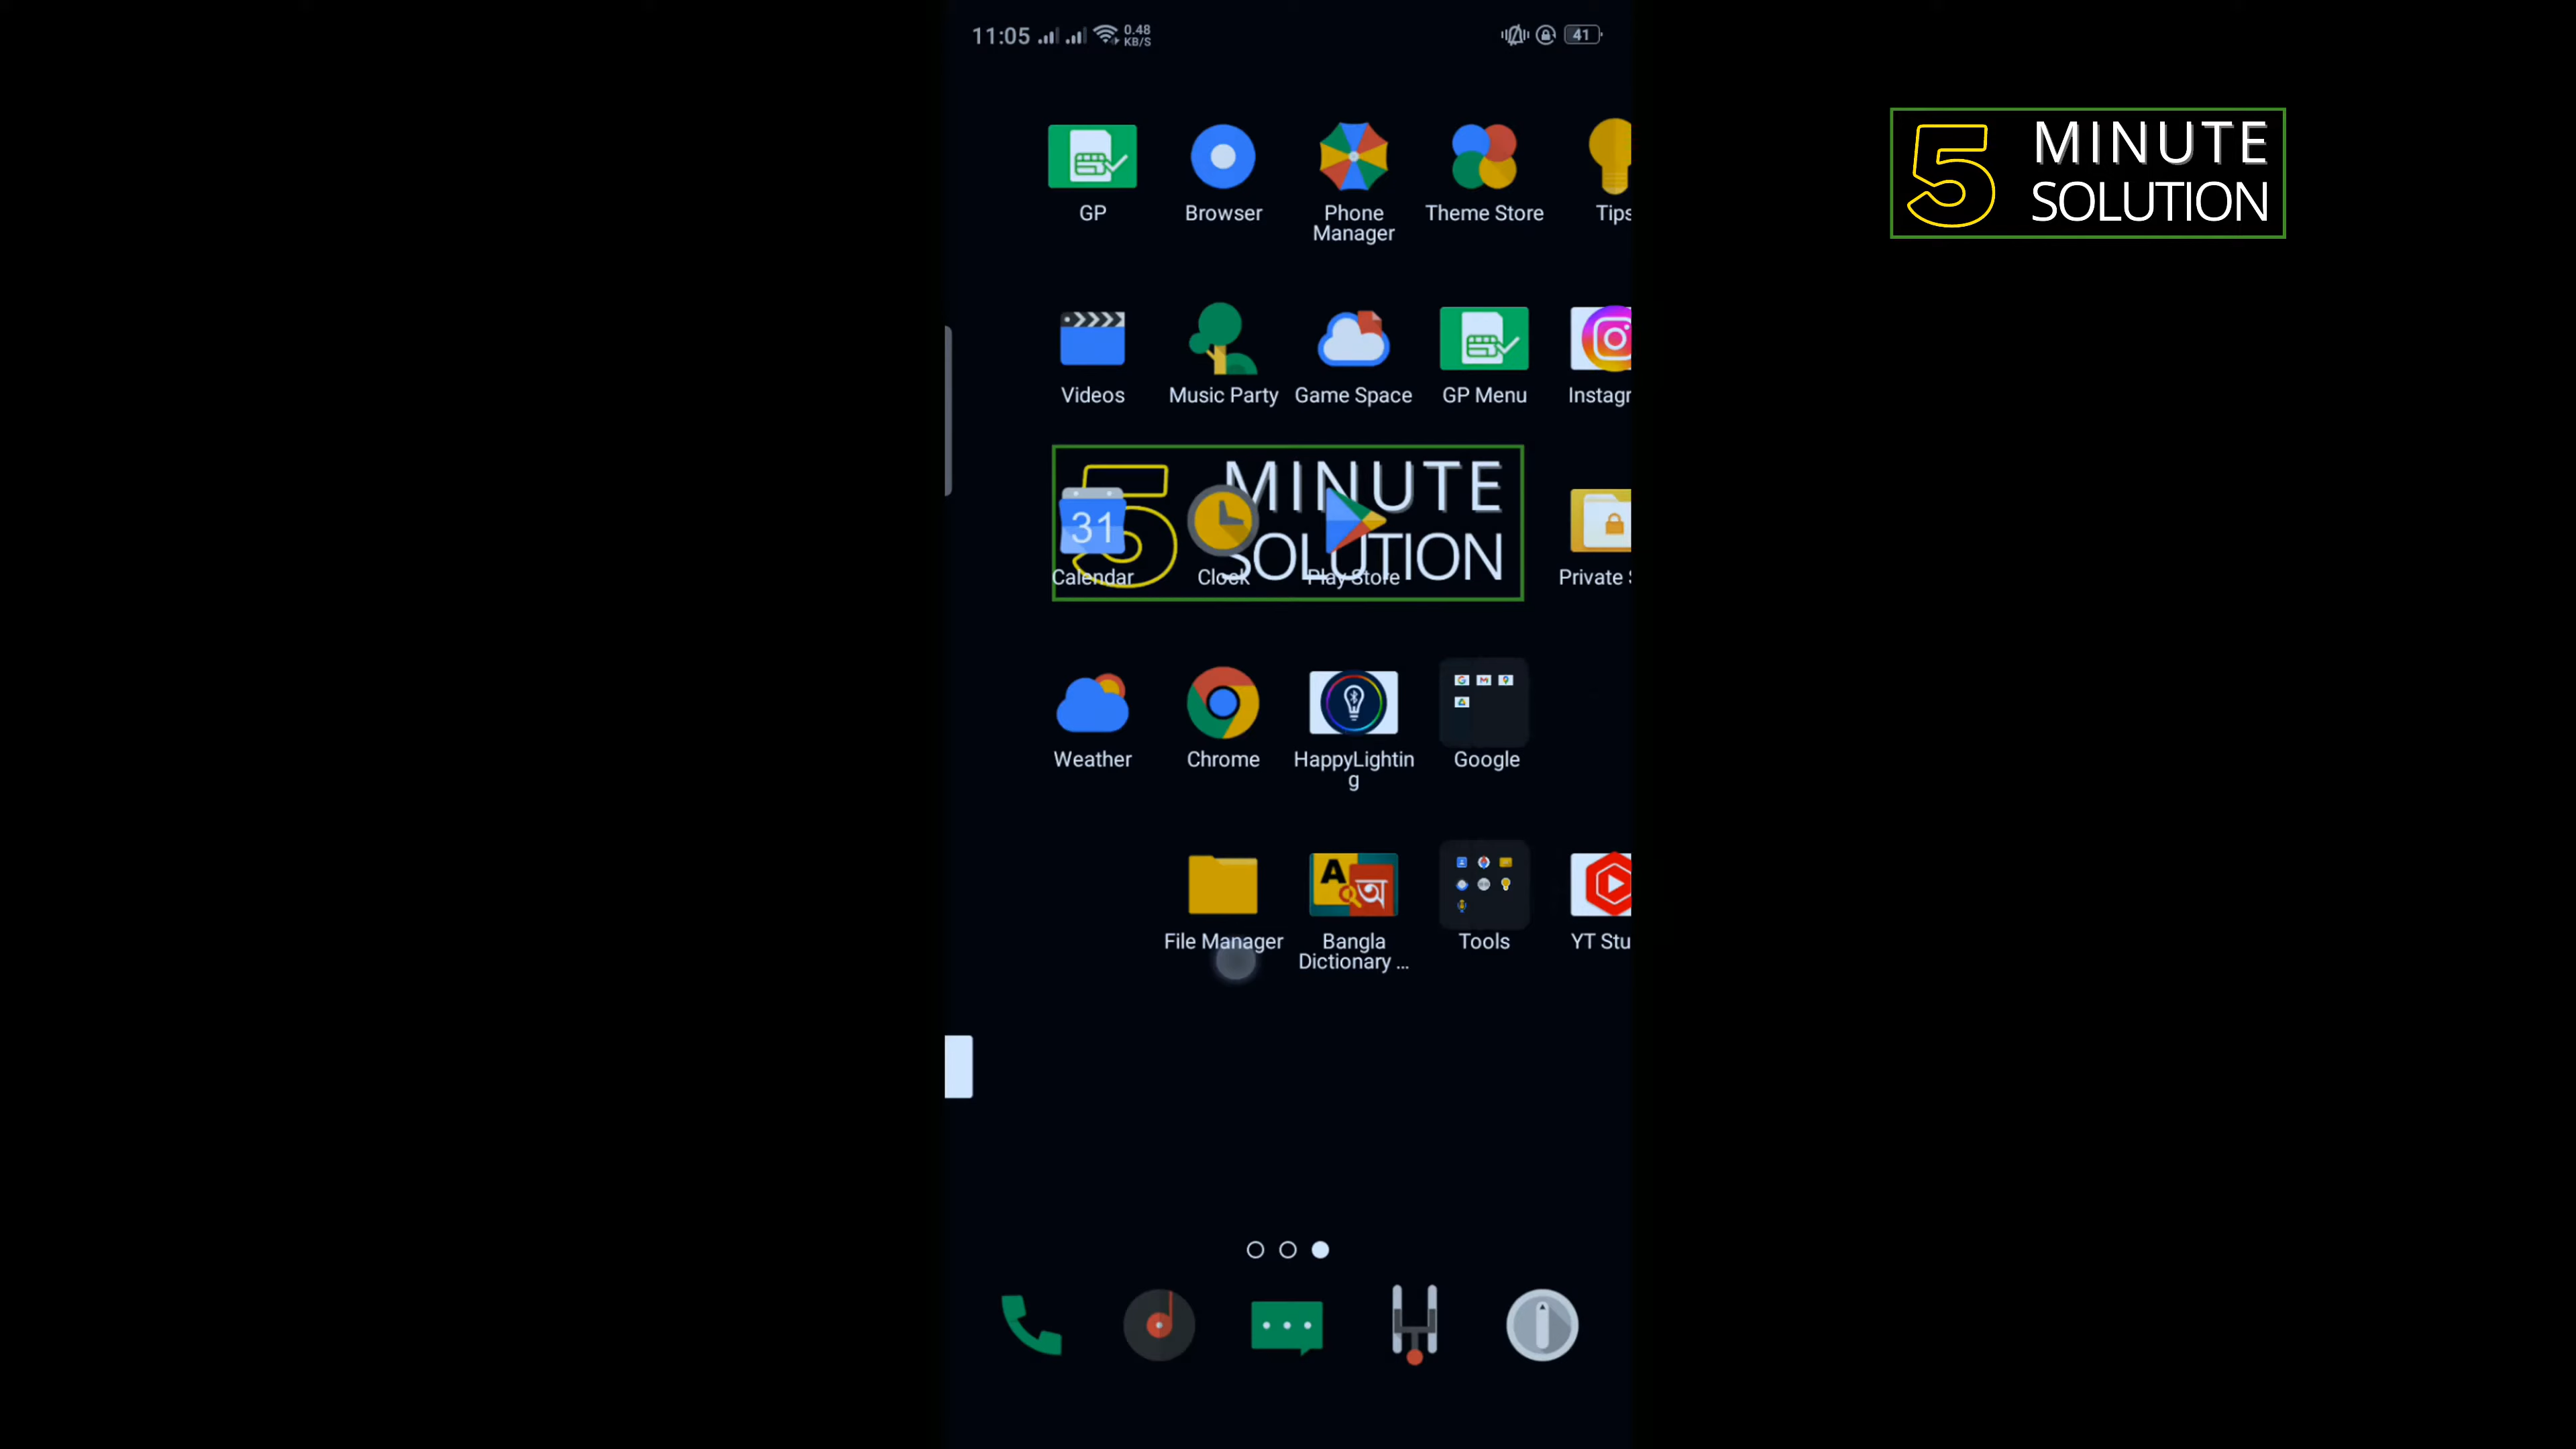 11:05 0.48 KB/S 41
5 MINUTE SOLUTION
GP Browser Phone Manager Theme Store Tips
Videos Music Party Game Space GP Menu Instagr
5 MINUTE SOLUTION
31
Calendar Clock Play Store Private S
Weather Chrome HappyLightin
g Google
A অ
File Manager Bangla Dictionary ... Tools YT Stu